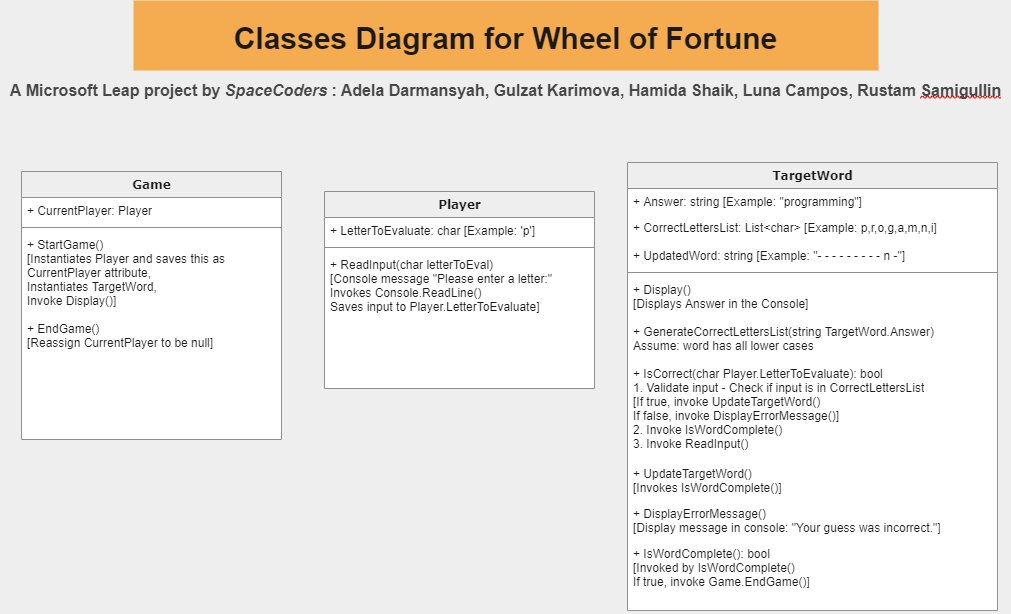 Classes Diagram for Wheel of Fortune
A Microsoft Leap project by SpaceCoders : Adela Darmansyah, Gulzat Karimova, Hamida Shaik, Luna Campos, Rustam Samigullin
Game
+ CurrentPlayer: Player
+ StartGame()
[Instantiates Player and saves this as
CurrentPlayer attribute,
Instantiates TargetWord,
Invoke Display()]
+ EndGame()
[Reassign CurrentPlayer to be null]
Player
+ LetterToEvaluate: char [Example: 'p']
+ ReadInput(char letterToEval)
[Console message "Please enter a letter:"
Invokes Console.ReadLine()
Saves input to Player.LetterToEvaluate]
TargetWord
+ Answer: string [Example: "programming"]
+ CorrectLettersList: List<char> [Example: p,r,o,g,a,m,n,i]
+ UpdatedWord: string [Example: "- - - - - - - - - n -"]
+ Display()
[Displays Answer in the Console]
+ GenerateCorrectLettersList(string TargetWord.Answer)
Assume: word has all lower cases
+ IsCorrect(char Player.LetterToEvaluate): bool
1. Validate input - Check if input is in CorrectLettersList
[If true, invoke UpdateTargetWord()
If false, invoke DisplayErrorMessage()]
2. Invoke IsWordComplete()
3. Invoke ReadInput()
+ UpdateTargetWord()
[Invokes IsWordComplete()]
+ DisplayErrorMessage()
[Display message in console: "Your guess was incorrect."]
+ IsWordComplete(): bool
[Invoked by IsWordComplete()
If true, invoke Game.EndGame()]